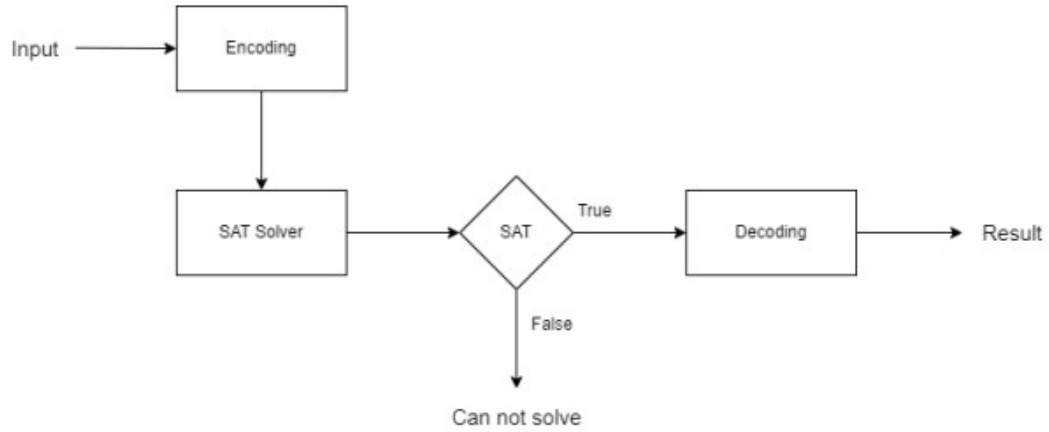 Input
Encoding
SAT Solver
SAT
True
Decoding
Result
False
Can not solve